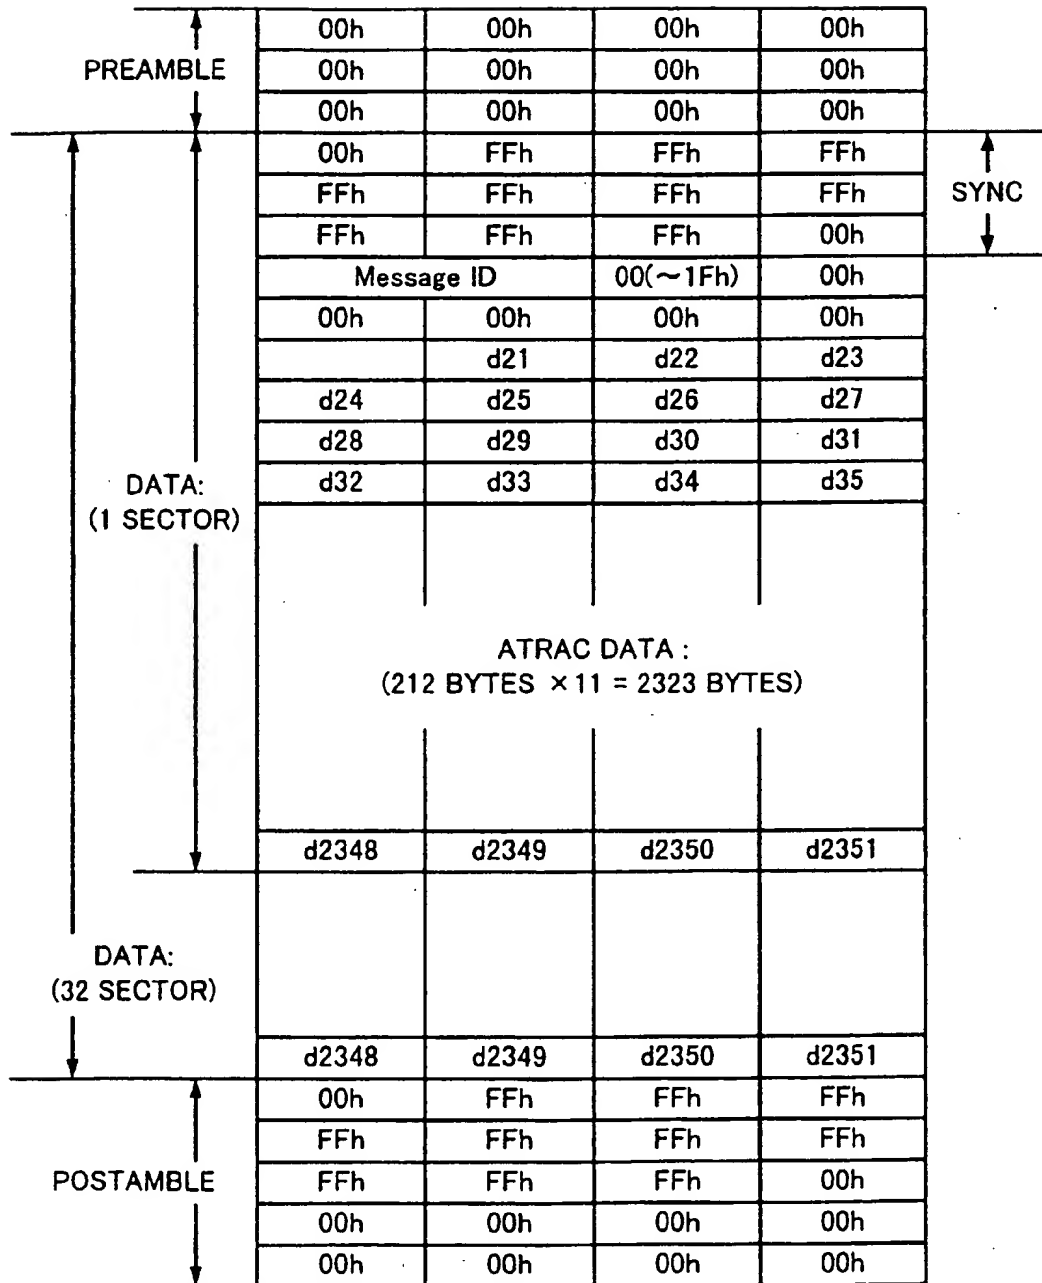 00h 00h 00h 00h
PREAMBLE 00h 00h 00h 00h
00h 00h 00h 00h
00h FFh FFh FFh
FFh FFh FFh FFh SYNC
FFh FFh FFh 00h
Message ID 00(~1Fh) 00h
00h 00h 00h 00h
d21 d22 d23
d24 d25 d26 d27
d28 d29 d30 d31
DATA: d32 d33 d34 d35
(1 SECTOR)
ATRAC DATA :
(212 BYTES ×11 = 2323 BYTES)
d2348 d2349 d2350 d2351
DATA:
(32 SECTOR)
d2348 d2349 d2350 d2351
00h FFh FFh FFh
FFh FFh FFh FFh
POSTAMBLE FFh FFh FFh 00h
00h 00h 00h 00h
00h 00h 00h 00h